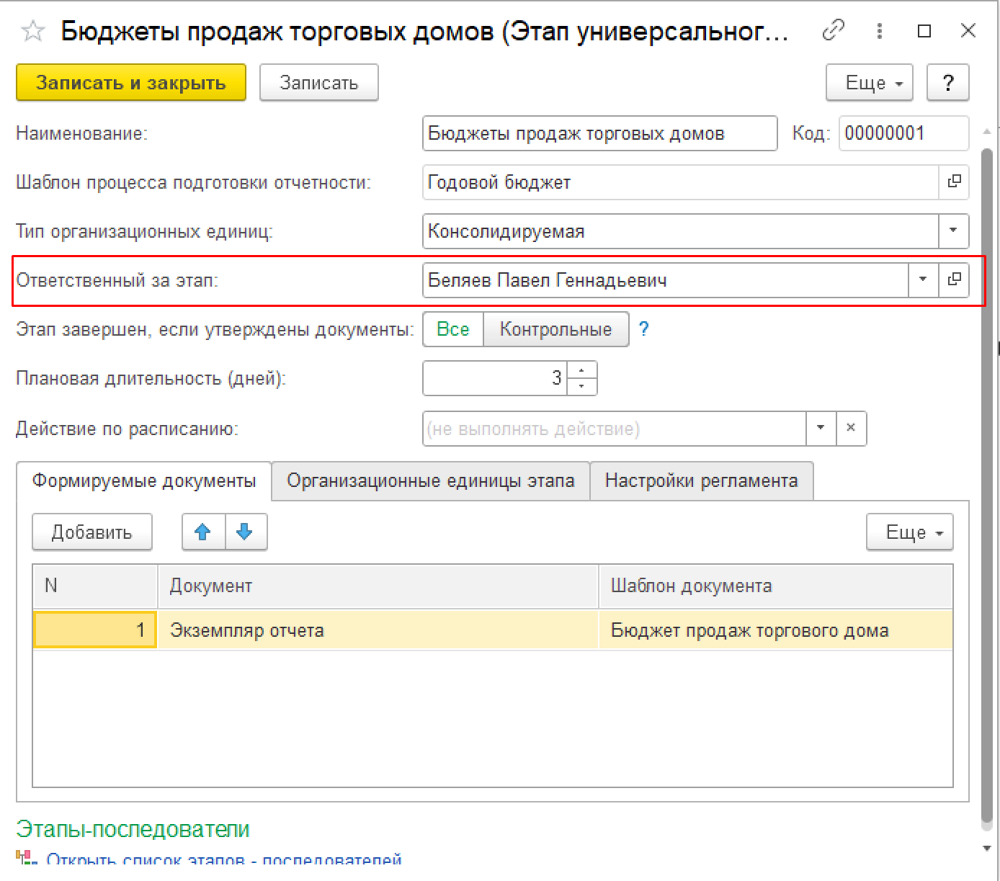 Бюджеты продаж торговых домов (Этап универсальног...
Записать и закрыть Записать Еще ?
Наименование: Бюджеты продаж торговых домов Код: 00000001
Шаблон процесса подготовки отчетности: Годовой бюджет
Тип организационных единиц: Консолидируемая
Ответственный за этап: Беляев Павел Геннадьевич
Этап завершен, если утверждены документы: Все Контрольные ?
Плановая длительность (дней): 3
Действие по расписанию: (не выполнять действие)
Формируемые документы Организационные единицы этапа Настройки регламента
Добавить Еще
N Документ Шаблон документа
1 Экземпляр отчета Бюджет продаж торгового дома
Этапы-последователи
Открыть список этапов - последователей